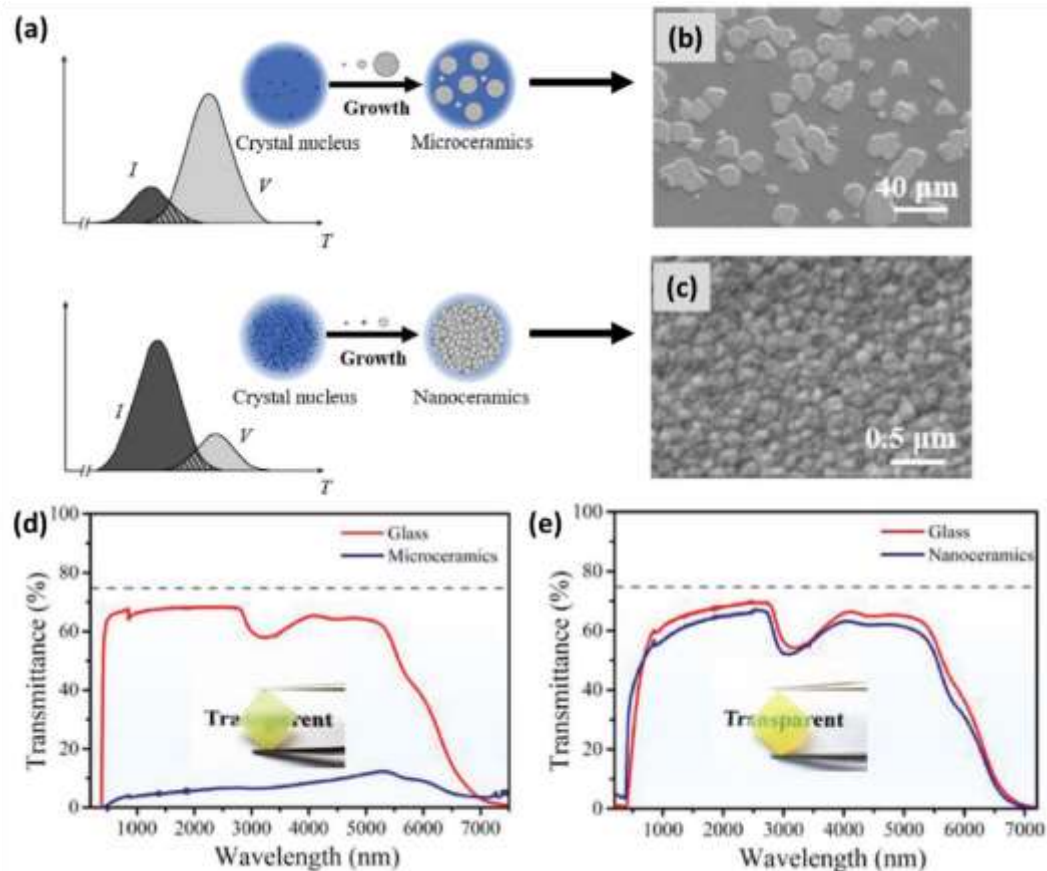 (a)
I
V
T
Crystal nucleus
Growth
Microceramics
(b)
40 μm
I
V
T
Crystal nucleus
Growth
Nanoceramics
(c)
0.5 μm
(d)
Transmittance (%)
100
80
60
40
20
0
Glass
Microceramics
Transparent
1000 2000 3000 4000 5000 6000 7000
Wavelength (nm)
(e)
Transmittance (%)
100
80
60
40
20
0
Glass
Nanoceramics
Transparent
1000 2000 3000 4000 5000 6000 7000
Wavelength (nm)